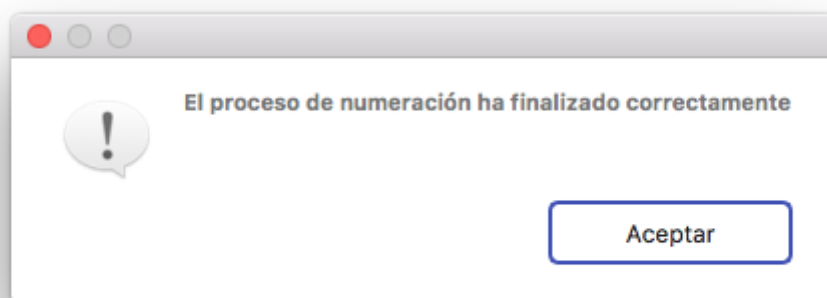 El proceso de numeración ha finalizado correctamente
Aceptar